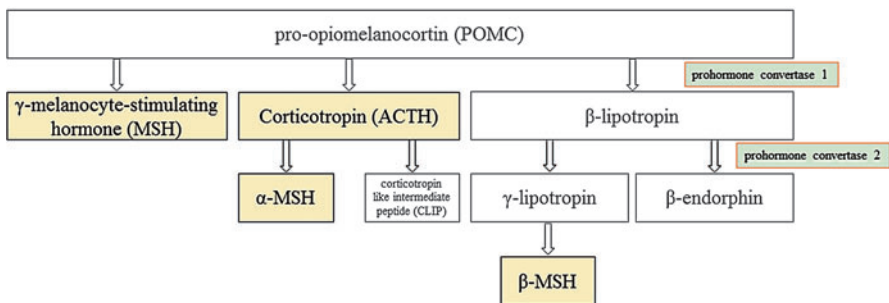 pro-opiomelanocortin (POMC)
prohormone convertase 1
γ-melanocyte-stimulating
hormone (MSH)
Corticotropin (ACTH)
β-lipotropin
prohormone convertase 2
α-MSH
corticotropin
like intermediate
peptide (CLIP)
γ-lipotropin
β-endorphin
β-MSH